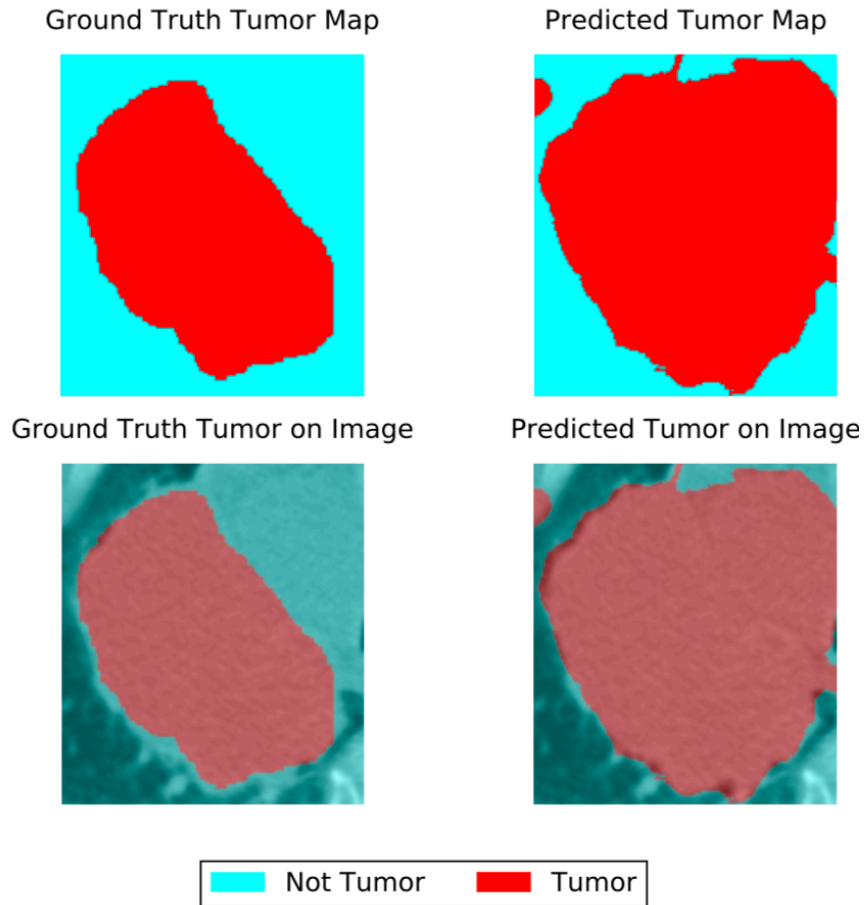 Ground Truth Tumor Map
Predicted Tumor Map
Ground Truth Tumor on Image
Predicted Tumor on Image
Not Tumor
Tumor